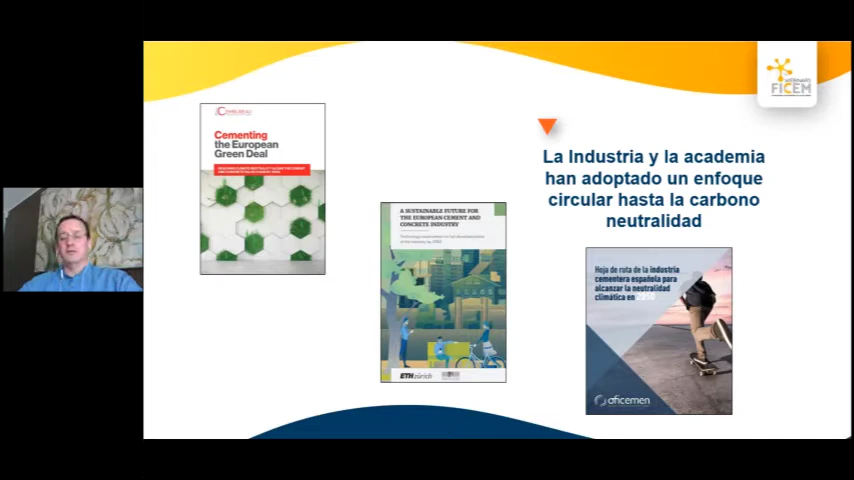 FICEM
La Industria y la academia
han adoptado un enfoque
circular hasta la carbono
neutralidad
Cementing
the European
Green Deal
A SUSTAINABLE FUTURE FOR
THE EUROPEAN CEMENT AND
CONCRETE INDUSTRY
ETH zürich
Hoja de ruta de la industria
cementera española para
alcanzar la neutralidad
climática en 2050
oficemen